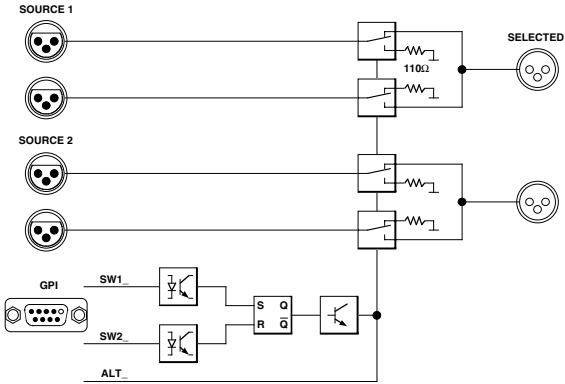 SOURCE 1
SELECTED
110Ω
SOURCE 2
GPI
SW1_
S Q
R Q̅
SW2_
ALT_